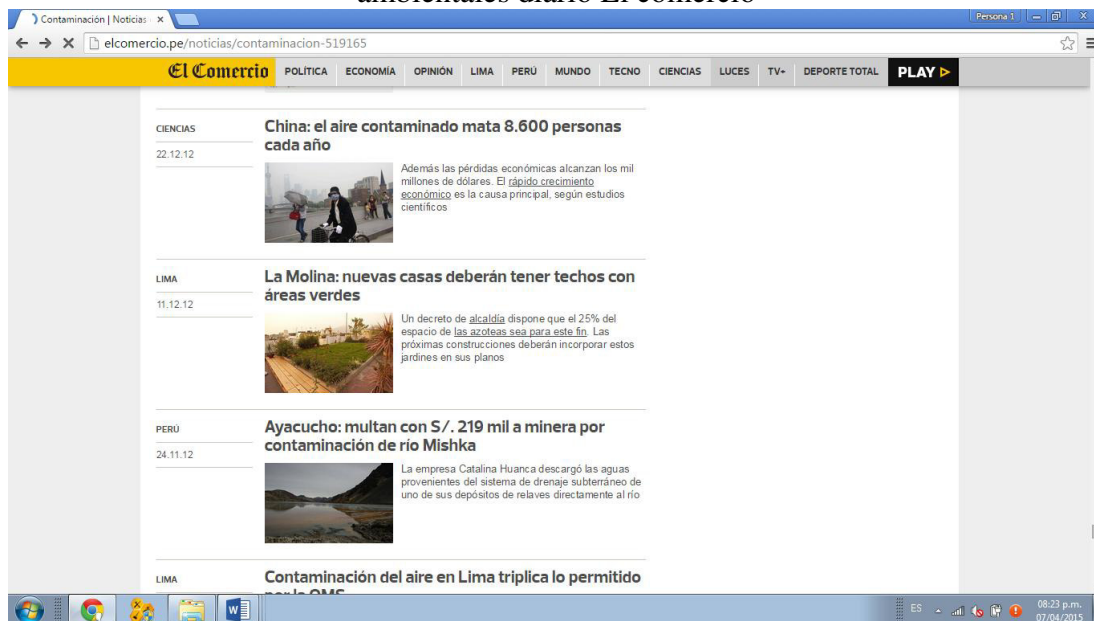 ambientales diario El comercio
Contaminación | Noticias
Persona 1
elcomercio.pe/noticias/contaminacion-519165
El Comercio POLÍTICA ECONOMÍA OPINIÓN LIMA PERÚ MUNDO TECNO CIENCIAS LUCES TV+ DEPORTE TOTAL PLAY
CIENCIAS
22.12.12
China: el aire contaminado mata 8.600 personas
cada año
Además las pérdidas económicas alcanzan los mil
millones de dólares. El rápido crecimiento
económico es la causa principal, según estudios
científicos
LIMA
11.12.12
La Molina: nuevas casas deberán tener techos con
áreas verdes
Un decreto de alcaldía dispone que el 25% del
espacio de las azoteas sea para este fin. Las
próximas construcciones deberán incorporar estos
jardines en sus planos
PERÚ
24.11.12
Ayacucho: multan con S/. 219 mil a minera por
contaminación de río Mishka
La empresa Catalina Huanca descargó las aguas
provenientes del sistema de drenaje subterráneo de
uno de sus depósitos de relaves directamente al río
LIMA
Contaminación del aire en Lima triplica lo permitido
por la OMS
ES
08:23 p.m.
07/04/2015